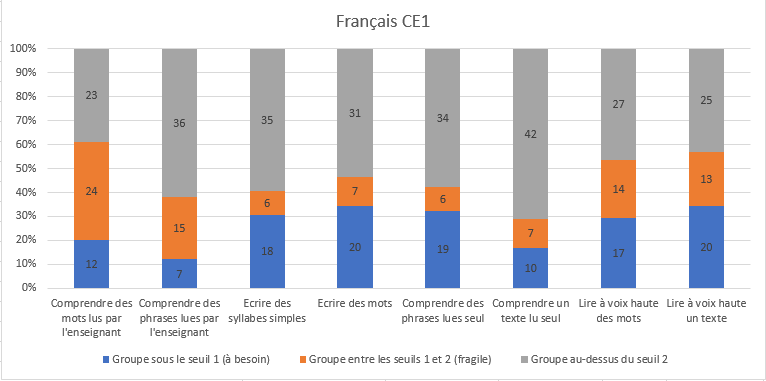 Français CE1
100%
90%
80%
70%
60%
50%
40%
30%
20%
10%
0%
23 36 35 31 34 42 27 25
24 15 6 7 6 7 14 13
12 7 18 20 19 10 17 20
Comprendre des mots lus par l'enseignant
Comprendre des phrases lues par l'enseignant
Ecrire des syllabes simples
Ecrire des mots
Comprendre des phrases lues seul
Comprendre un texte lu seul
Lire à voix haute des mots
Lire à voix haute un texte
Groupe sous le seuil 1 (à besoin)
Groupe entre les seuils 1 et 2 (fragile)
Groupe au-dessus du seuil 2